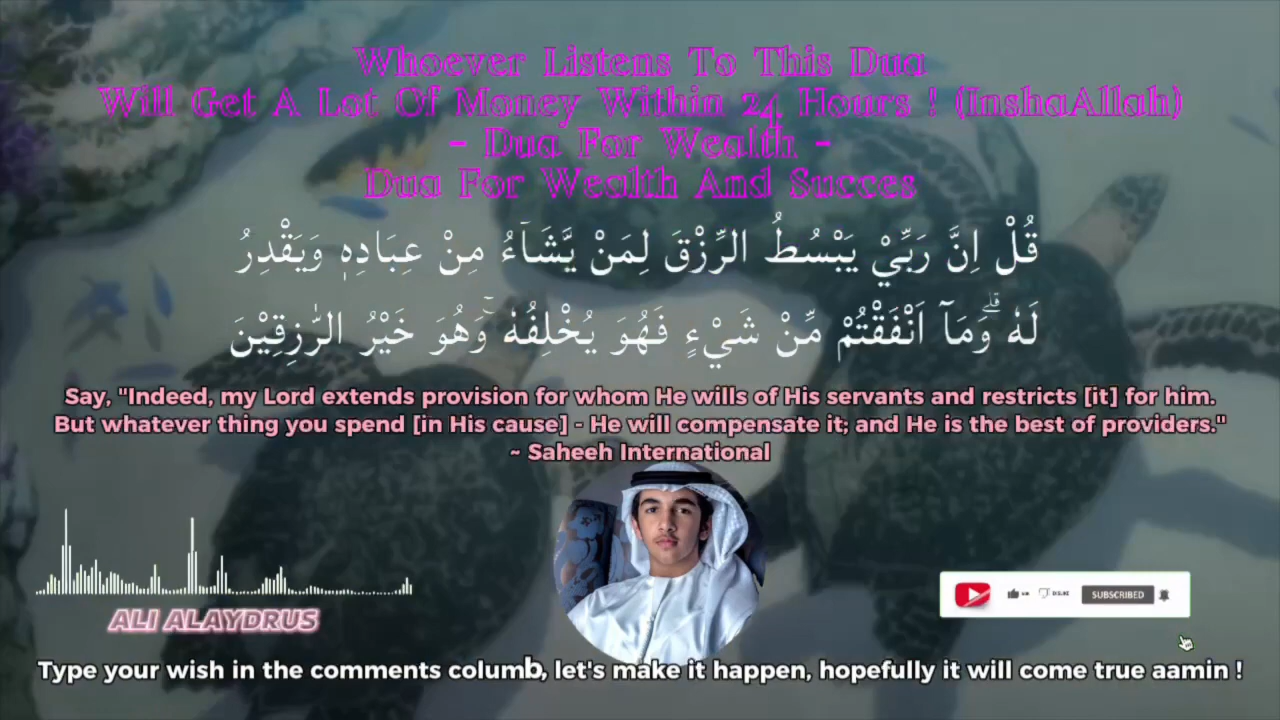 Whoever Listens To This Dua
Will Get A Lot Of Money Within 24 Hours ! (InshaAllah)
- Dua For Wealth -
Dua For Wealth And Succes
قُلْ اِنَّ رَبِّيْ يَبْسُطُ الرِّزْقَ لِمَنْ يَّشَاۤءُ مِنْ عِبَادِهٖ وَيَقْدِرُ
لَهٗ ۗوَمَآ اَنْفَقْتُمْ مِّنْ شَيْءٍ فَهُوَ يُخْلِفُهٗ ۚوَهُوَ خَيْرُ الرّٰزِقِيْنَ
Say, "Indeed, my Lord extends provision for whom He wills of His servants and restricts [it] for him.
But whatever thing you spend [in His cause] - He will compensate it; and He is the best of providers."
~ Saheeh International
SUBSCRIBED
ALI ALAYDRUS
Type your wish in the comments columb, let's make it happen, hopefully it will come true aamin !